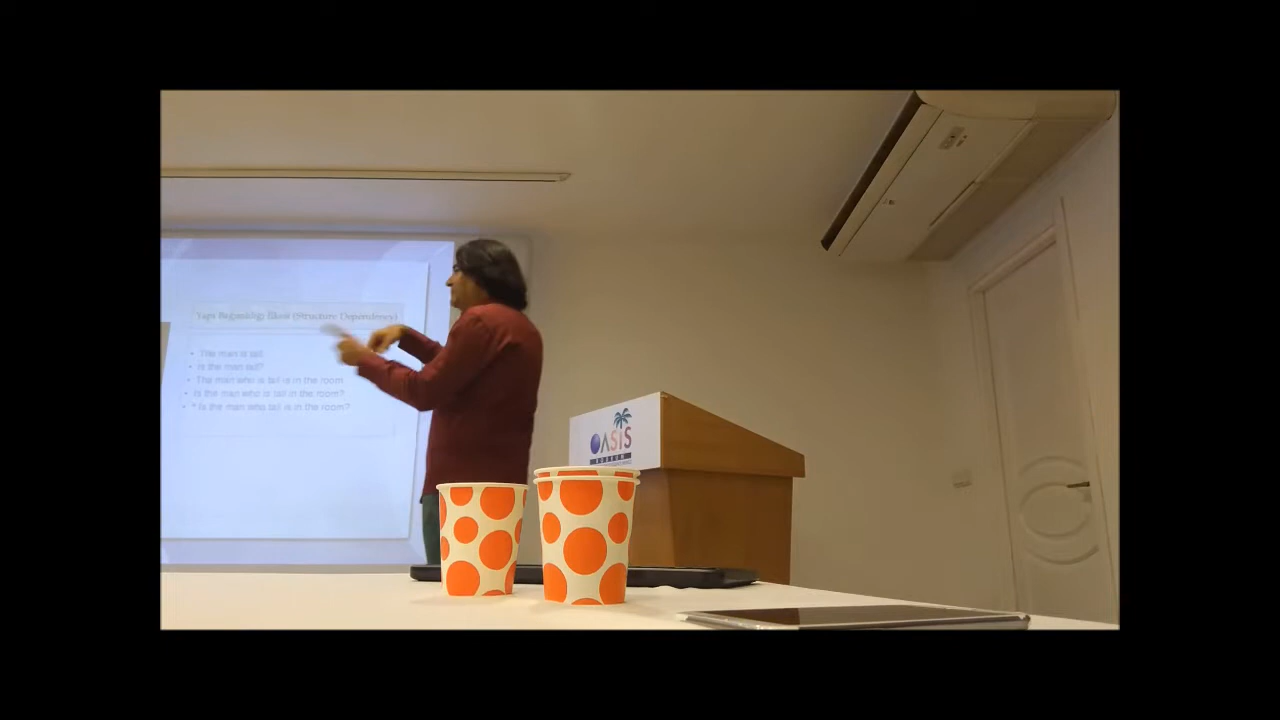 Yapı Bağımlılığı İlkesi (Structure Dependency)
• The man is tall
• Is the man tall?
• The man who is tall is in the room
• Is the man who is tall in the room?
• * Is the man who tall is in the room?
OASIS
BODRUM